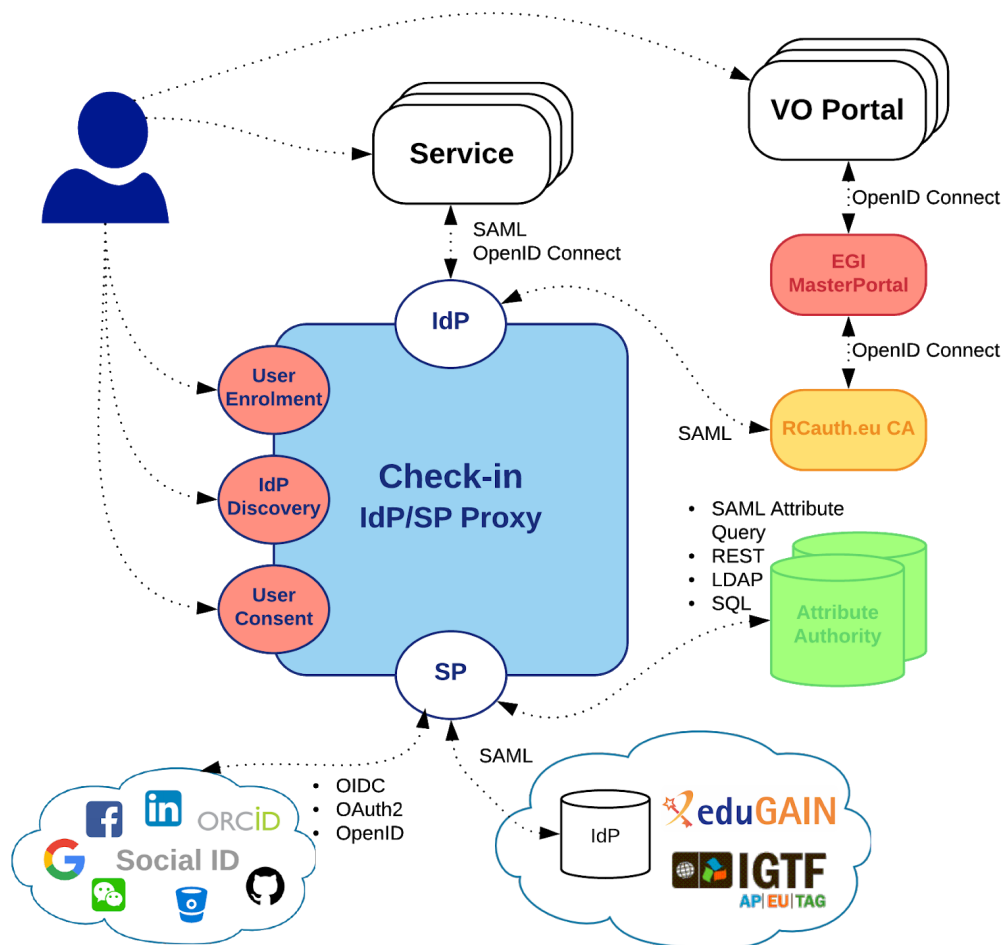 VO Portal
Service
OpenID Connect
SAML
OpenID Connect
EGI
MasterPortal
IdP
OpenID Connect
User
Enrolment
SAML
RCauth.eu CA
Check-in
IdP/SP Proxy
IdP
Discovery
• SAML Attribute
Query
• REST
• LDAP
• SQL
User
Consent
Attribute
Authority
SP
SAML
• OIDC
• OAuth2
• OpenID
f
in
ORCiD
G
Social ID
IdP
eduGAIN
IGTF
AP|EU|TAG